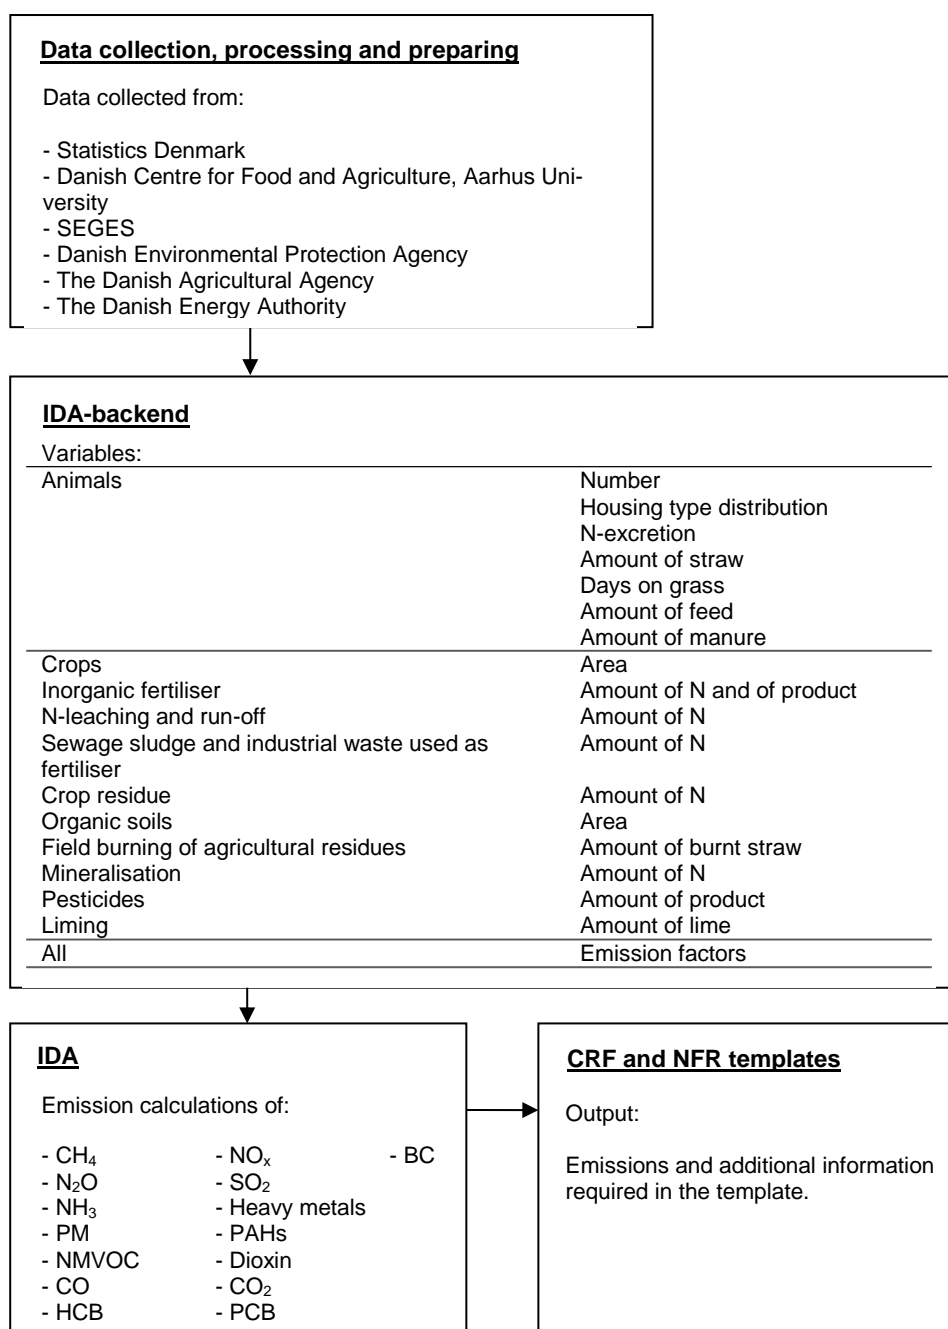 Data collection, processing and preparing
Data collected from:
- Statistics Denmark
- Danish Centre for Food and Agriculture, Aarhus Uni-
versity
- SEGES
- Danish Environmental Protection Agency
- The Danish Agricultural Agency
- The Danish Energy Authority
IDA-backend
Variables:
Animals Number
Housing type distribution
N-excretion
Amount of straw
Days on grass
Amount of feed
Amount of manure
Crops Area
Inorganic fertiliser Amount of N and of product
N-leaching and run-off Amount of N
Sewage sludge and industrial waste used as Amount of N
fertiliser
Crop residue Amount of N
Organic soils Area
Field burning of agricultural residues Amount of burnt straw
Mineralisation Amount of N
Pesticides Amount of product
Liming Amount of lime
All Emission factors
IDA
Emission calculations of:
- CH₄ - NOₓ - BC
- N₂O - SO₂
- NH₃ - Heavy metals
- PM - PAHs
- NMVOC - Dioxin
- CO - CO₂
- HCB - PCB
CRF and NFR templates
Output:
Emissions and additional information
required in the template.